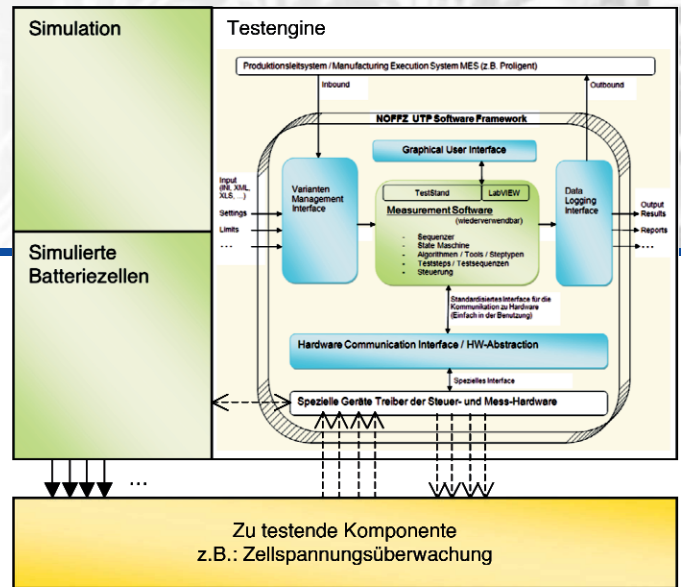 Simulation
Testengine
Produktionsleitsystem / Manufacturing Execution System MES (z.B. Proligent)
Inbound
Outbound
NOFFZ UTP Software Framework
Graphical User Interface
Input
(INI, XML,
XLS, ...)
Settings
Limits
...
Varianten
Management
Interface
TestStand
LabVIEW
Measurement Software
(wiederverwendbar)
- Sequenzer
- State Maschine
- Algorithmen / Tools / Steptypen
- Teststeps / Testsequenzen
- Steuerung
Data
Logging
Interface
Output
Results
Reports
...
Simulierte
Batteriezellen
Standardisiertes Interface für die
Kommunikation zu Hardware
(Einfach in der Benutzung)
Hardware Communication Interface / HW-Abstraction
Spezielles Interface
Spezielle Geräte Treiber der Steuer- und Mess-Hardware
...
Zu testende Komponente
z.B.: Zellspannungsüberwachung